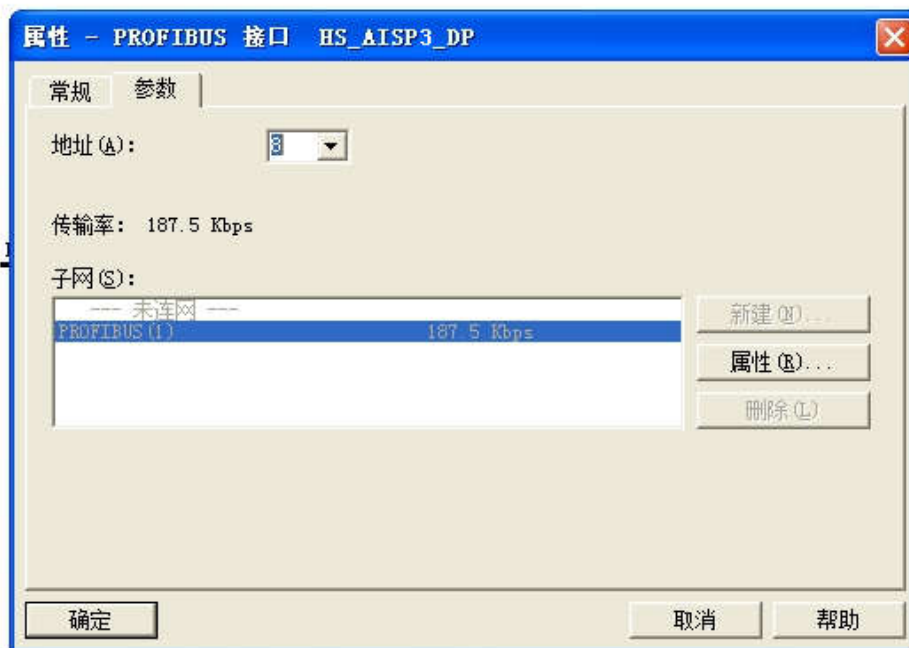 属性 - PROFIBUS 接口 HS_AISP3_DP
常规 参数
地址(A):
传输率: 187.5 Kbps
子网(S):
--- 未连网 ---
新建(N)...
PROFIBUS(1) 187.5 Kbps
属性(R)...
删除(L)
确定 取消 帮助